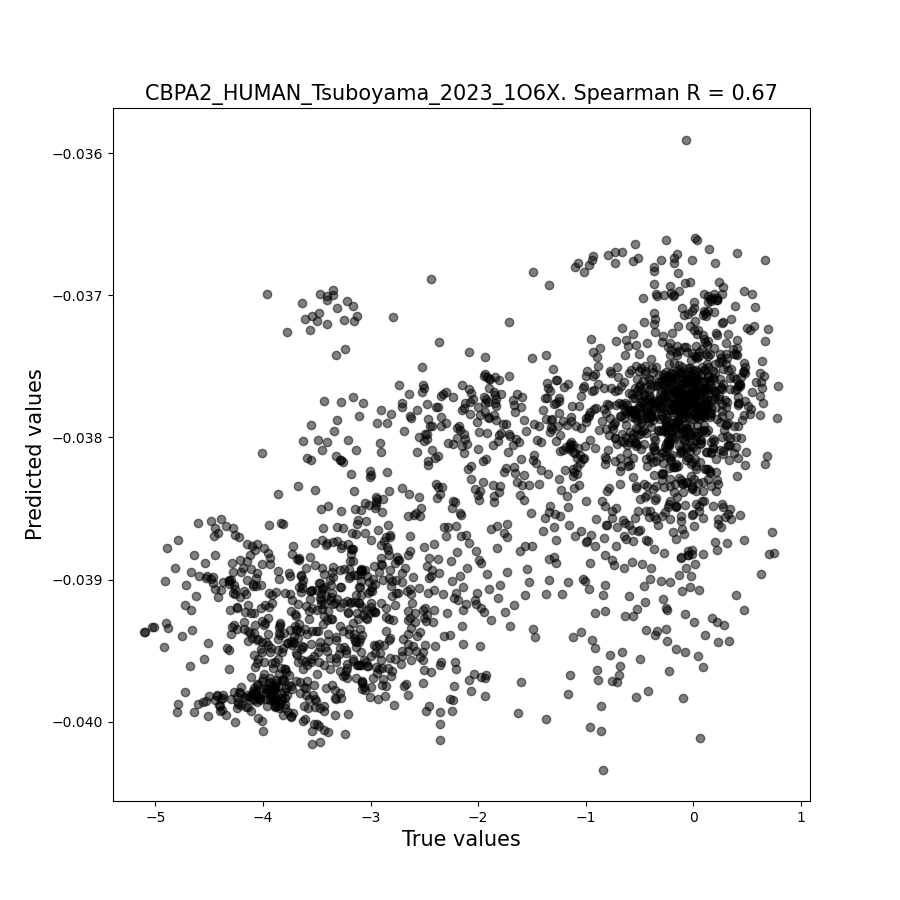 CBPA2_HUMAN_Tsuboyama_2023_1O6X. Spearman R = 0.67
−0.036
−0.037
−0.038
−0.039
−0.040
Predicted values
−5 −4 −3 −2 −1 0 1
True values